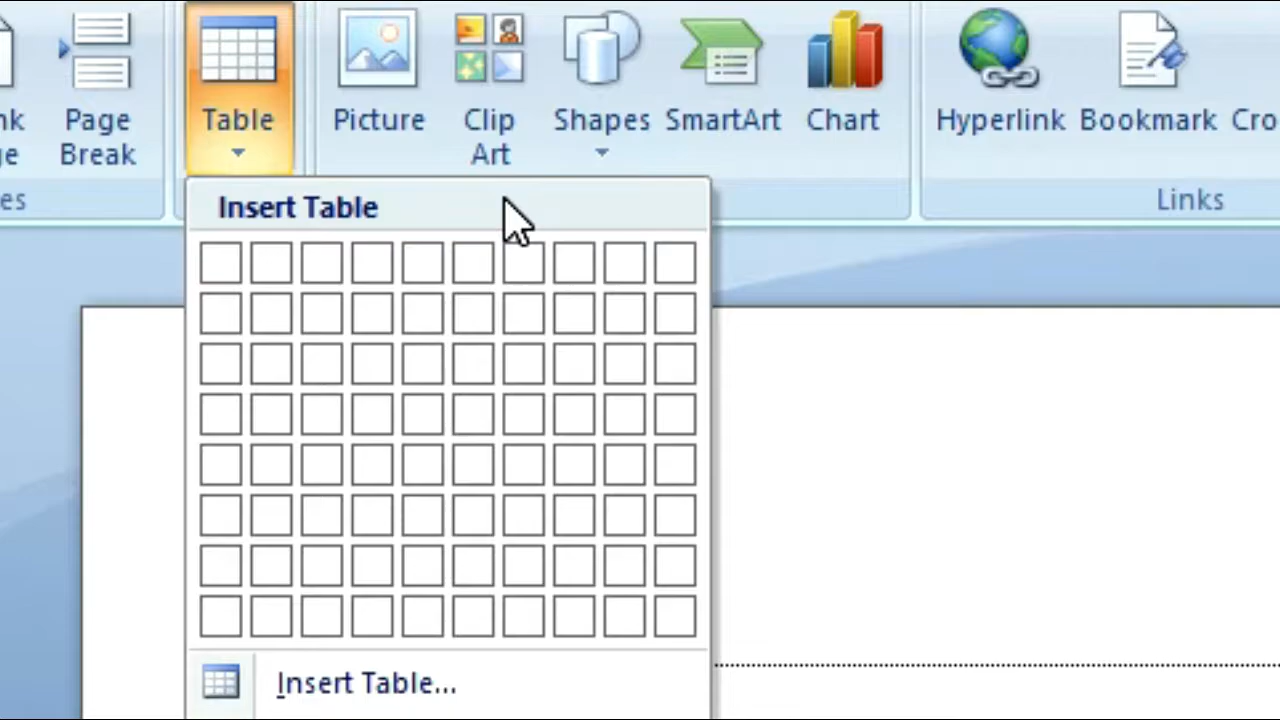 nk Page Table Picture Clip Shapes SmartArt Chart Hyperlink Bookmark Cro
ge Break Art
es Links
Insert Table
Insert Table...